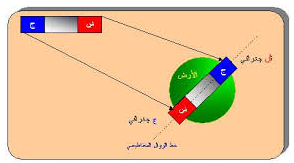 ج ش
ش جغرافي
الأرض
ج
ش
ج جغرافي
خط الزوال المغناطيسي